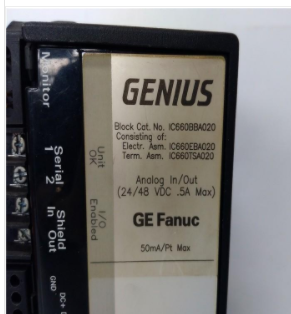 GENIUS
Block Cat. No. IC660BBA020
Consisting of:
Electr. Asm. IC660EBA020
Term. Asm. IC660TSA020
Analog In/Out
(24/48 VDC .5A Max)
GE Fanuc
50mA/Pt Max
Monitor
Unit
OK
I/O
Enabled
Serial
1 2
Shield
In Out
GND
DC+